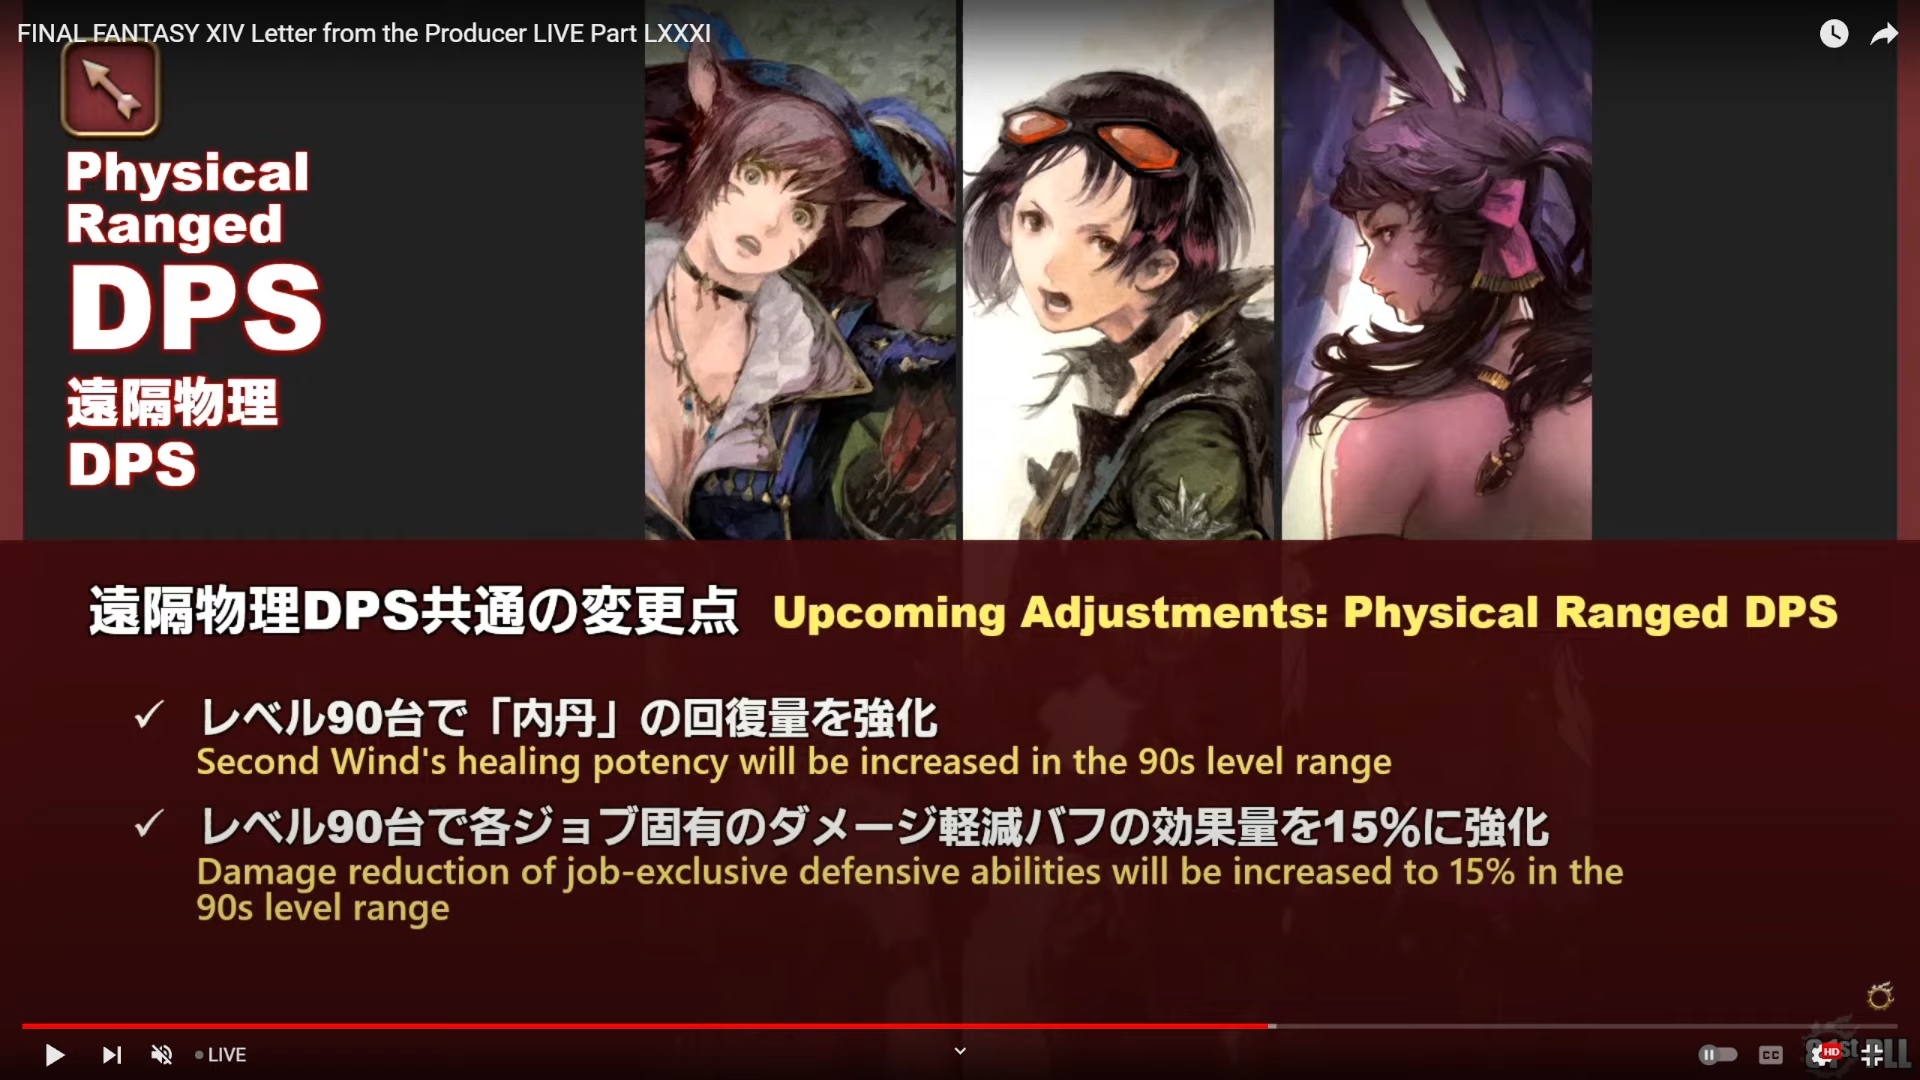 FINAL FANTASY XIV Letter from the Producer LIVE Part LXXXI
Physical
Ranged
DPS
遠隔物理
DPS
遠隔物理DPS共通の変更点 Upcoming Adjustments: Physical Ranged DPS
✓ レベル90台で「内丹」の回復量を強化
Second Wind's healing potency will be increased in the 90s level range
✓ レベル90台で各ジョブ固有のダメージ軽減バフの効果量を15%に強化
Damage reduction of job-exclusive defensive abilities will be increased to 15% in the
90s level range
LIVE
CC
HD
81st PLL